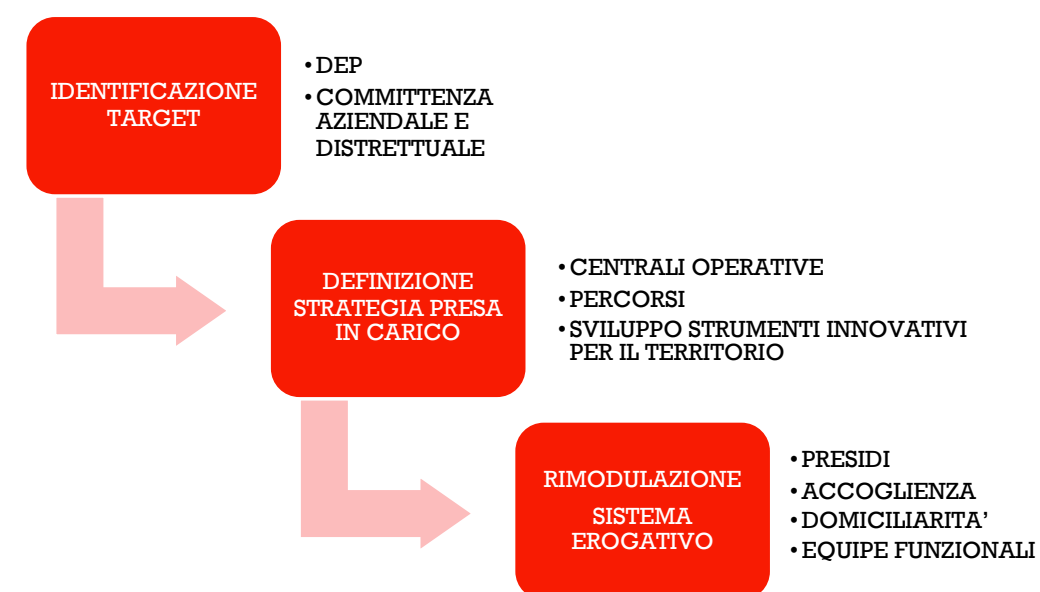 IDENTIFICAZIONE
TARGET
• DEP
• COMMITTENZA
AZIENDALE E
DISTRETTUALE
DEFINIZIONE
STRATEGIA PRESA
IN CARICO
• CENTRALI OPERATIVE
• PERCORSI
• SVILUPPO STRUMENTI INNOVATIVI
PER IL TERRITORIO
RIMODULAZIONE
SISTEMA
EROGATIVO
• PRESIDI
• ACCOGLIENZA
• DOMICILIARITA’
• EQUIPE FUNZIONALI